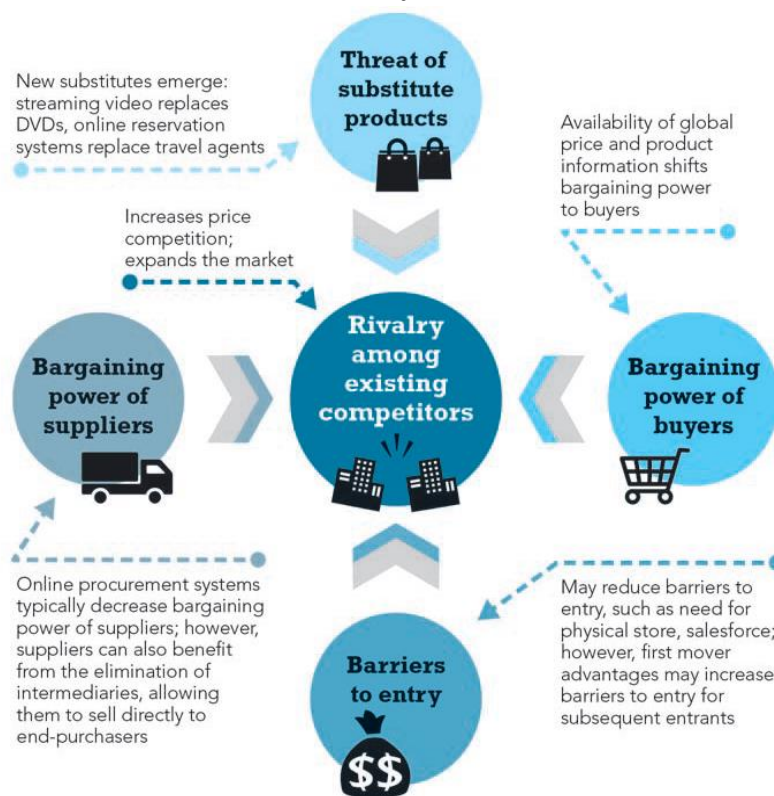 Threat of
substitute
products
New substitutes emerge:
streaming video replaces
DVDs, online reservation
systems replace travel agents
Availability of global
price and product
information shifts
bargaining power
to buyers
Increases price
competition;
expands the market
Bargaining
power of
suppliers
Rivalry
among
existing
competitors
Bargaining
power of
buyers
Online procurement systems
typically decrease bargaining
power of suppliers; however,
suppliers can also benefit
from the elimination of
intermediaries, allowing
them to sell directly to
end-purchasers
Barriers
to entry
$$
May reduce barriers to
entry, such as need for
physical store, salesforce;
however, first mover
advantages may increase
barriers to entry for
subsequent entrants